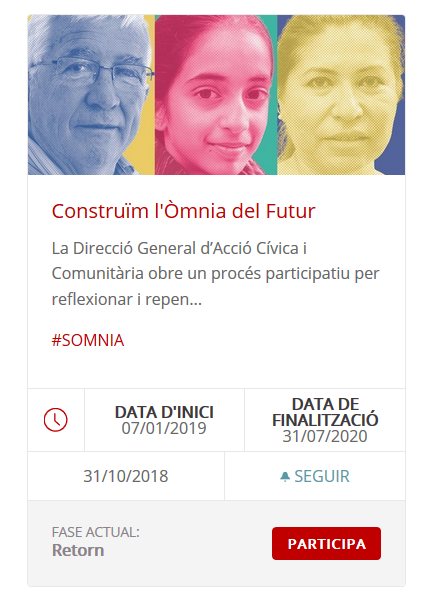 Construïm l'Òmnia del Futur
La Direcció General d’Acció Cívica i
Comunitària obre un procés participatiu per
reflexionar i repen...
#SOMNIA
DATA D'INICI
07/01/2019
DATA DE
FINALITZACIÓ
31/07/2020
31/10/2018
SEGUIR
FASE ACTUAL:
Retorn
PARTICIPA